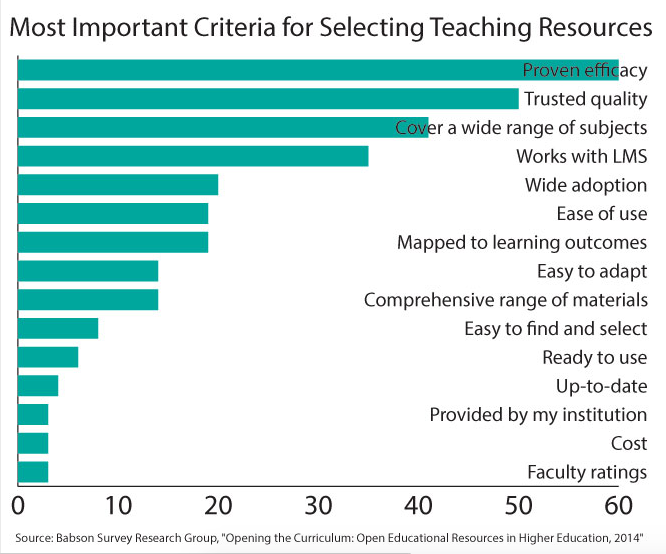 Most Important Criteria for Selecting Teaching Resources
Proven efficacy
Trusted quality
Cover a wide range of subjects
Works with LMS
Wide adoption
Ease of use
Mapped to learning outcomes
Easy to adapt
Comprehensive range of materials
Easy to find and select
Ready to use
Up-to-date
Provided by my institution
Cost
Faculty ratings
0 10 20 30 40 50 60
Source: Babson Survey Research Group, "Opening the Curriculum: Open Educational Resources in Higher Education, 2014"